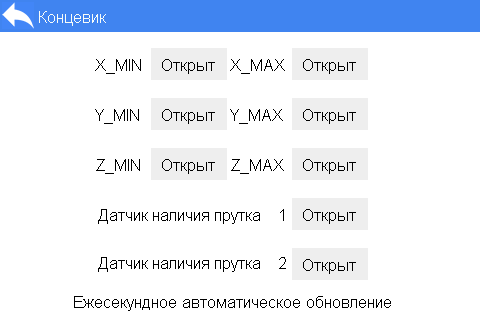 Концевик
X_MIN Открыт X_MAX Открыт
Y_MIN Открыт Y_MAX Открыт
Z_MIN Открыт Z_MAX Открыт
Датчик наличия прутка 1 Открыт
Датчик наличия прутка 2 Открыт
Ежесекундное автоматическое обновление